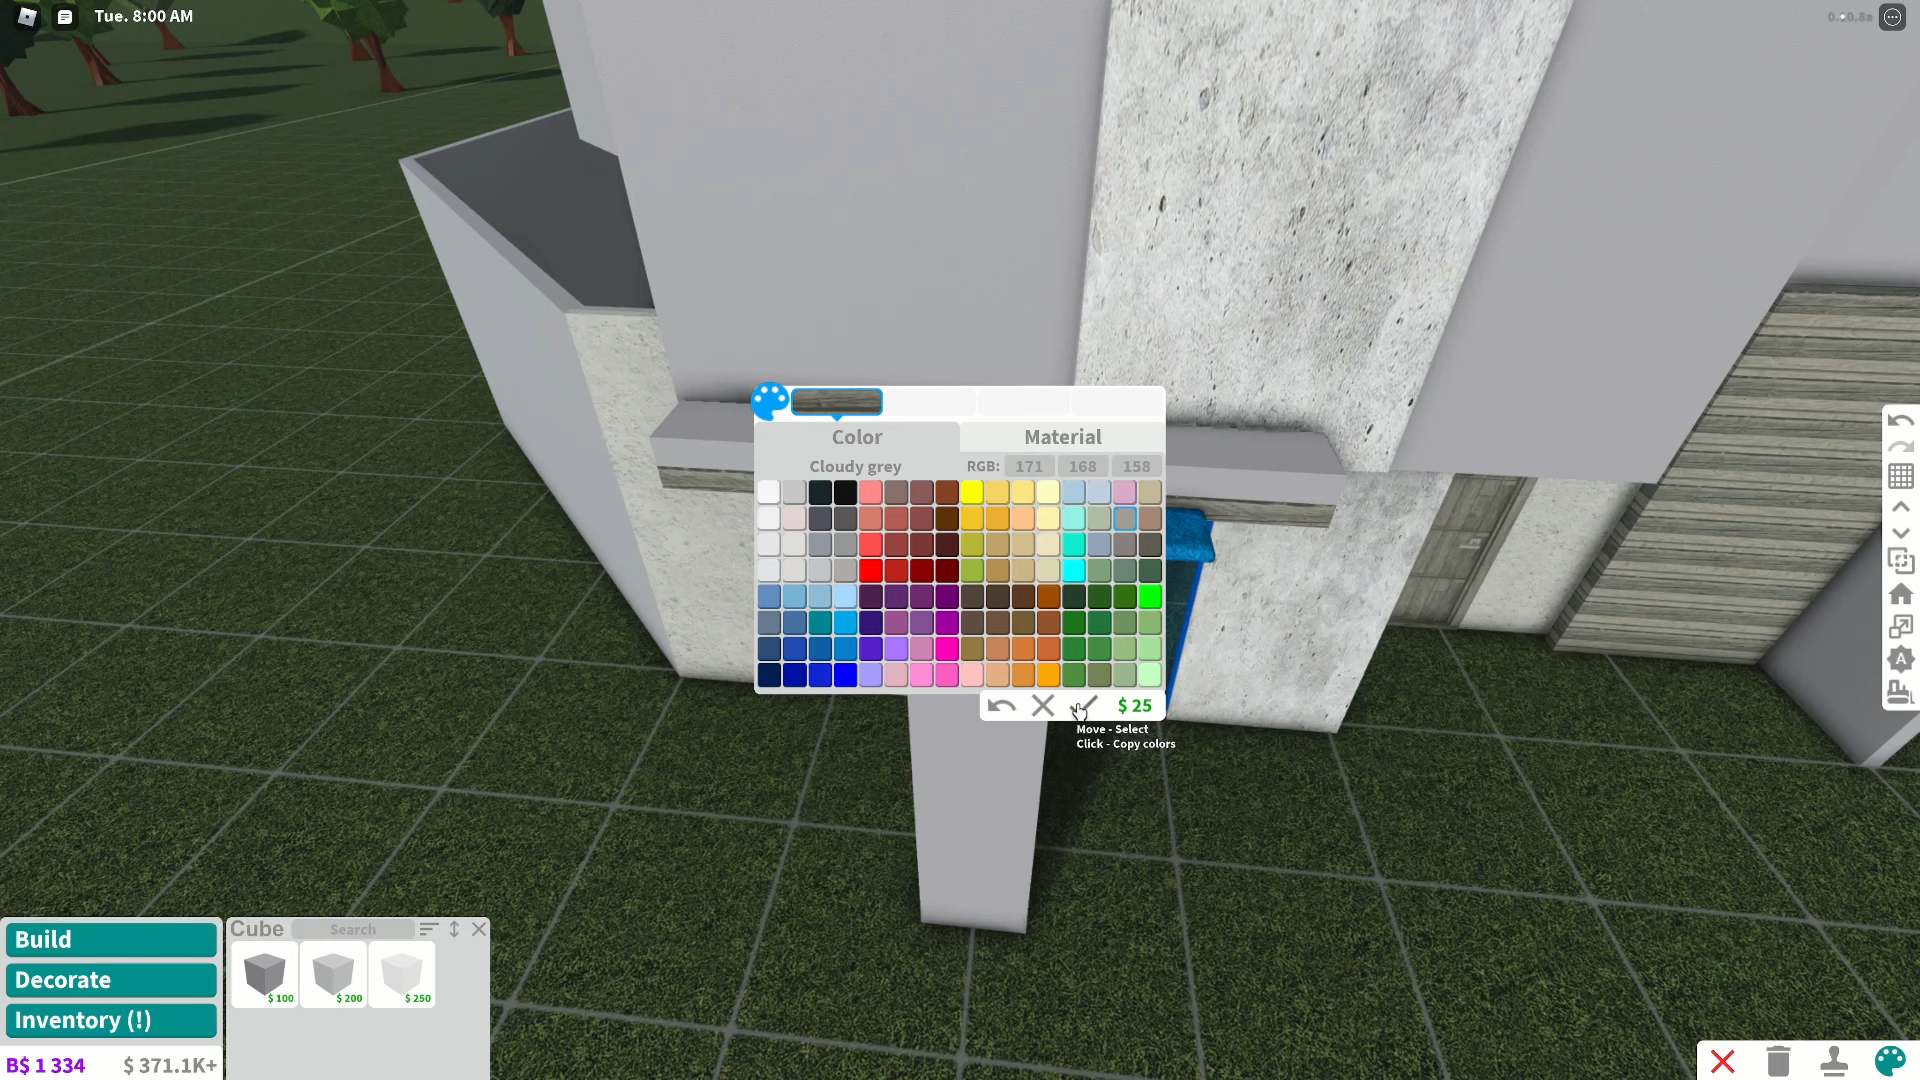 Tue. 8:00 AM
Color
Material
Cloudy grey
RGB: 171 168 158
$ 25
Move - Select
Click - Copy colors
Build
Decorate
Inventory (!)
B$ 1 334
$ 371.1K+
Cube
Search
$ 100
$ 200
$ 250
A